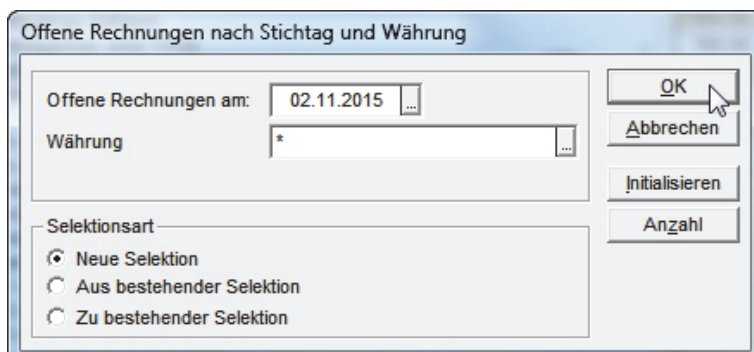 Offene Rechnungen nach Stichtag und Währung
Offene Rechnungen am: 02.11.2015 ...
Währung * ...
OK
Abbrechen
Initialisieren
Anzahl
Selektionsart
Neue Selektion
Aus bestehender Selektion
Zu bestehender Selektion